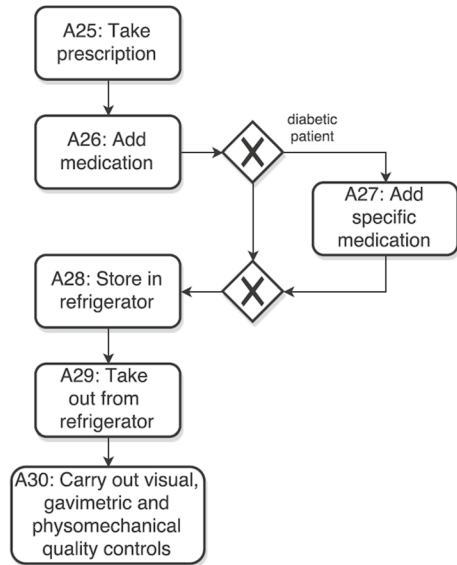 A25: Take
prescription
A26: Add
medication
diabetic
patient
A27: Add
specific
medication
A28: Store in
refrigerator
A29: Take
out from
refrigerator
A30: Carry out visual,
gavimetric and
physomechanical
quality controls